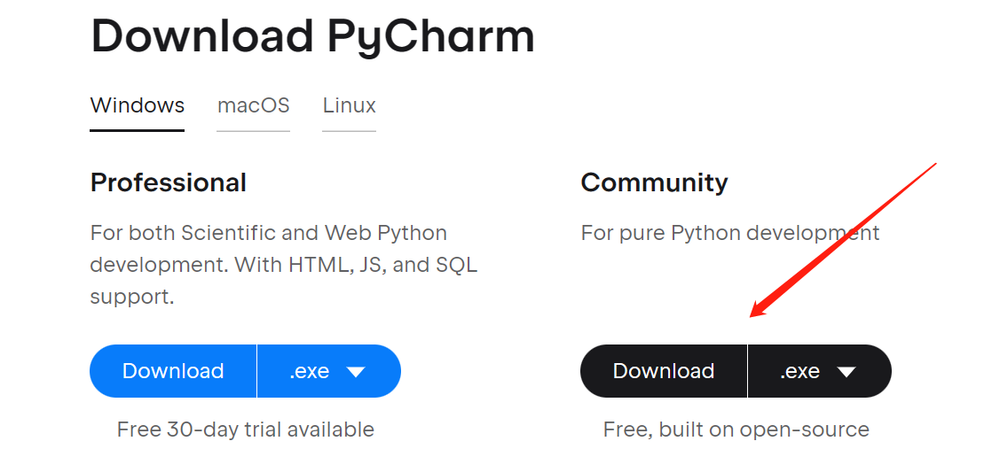 Download PyCharm
Windows macOS Linux
Professional
For both Scientific and Web Python
development. With HTML, JS, and SQL
support.
Download .exe
Free 30-day trial available
Community
For pure Python development
Download .exe
Free, built on open-source